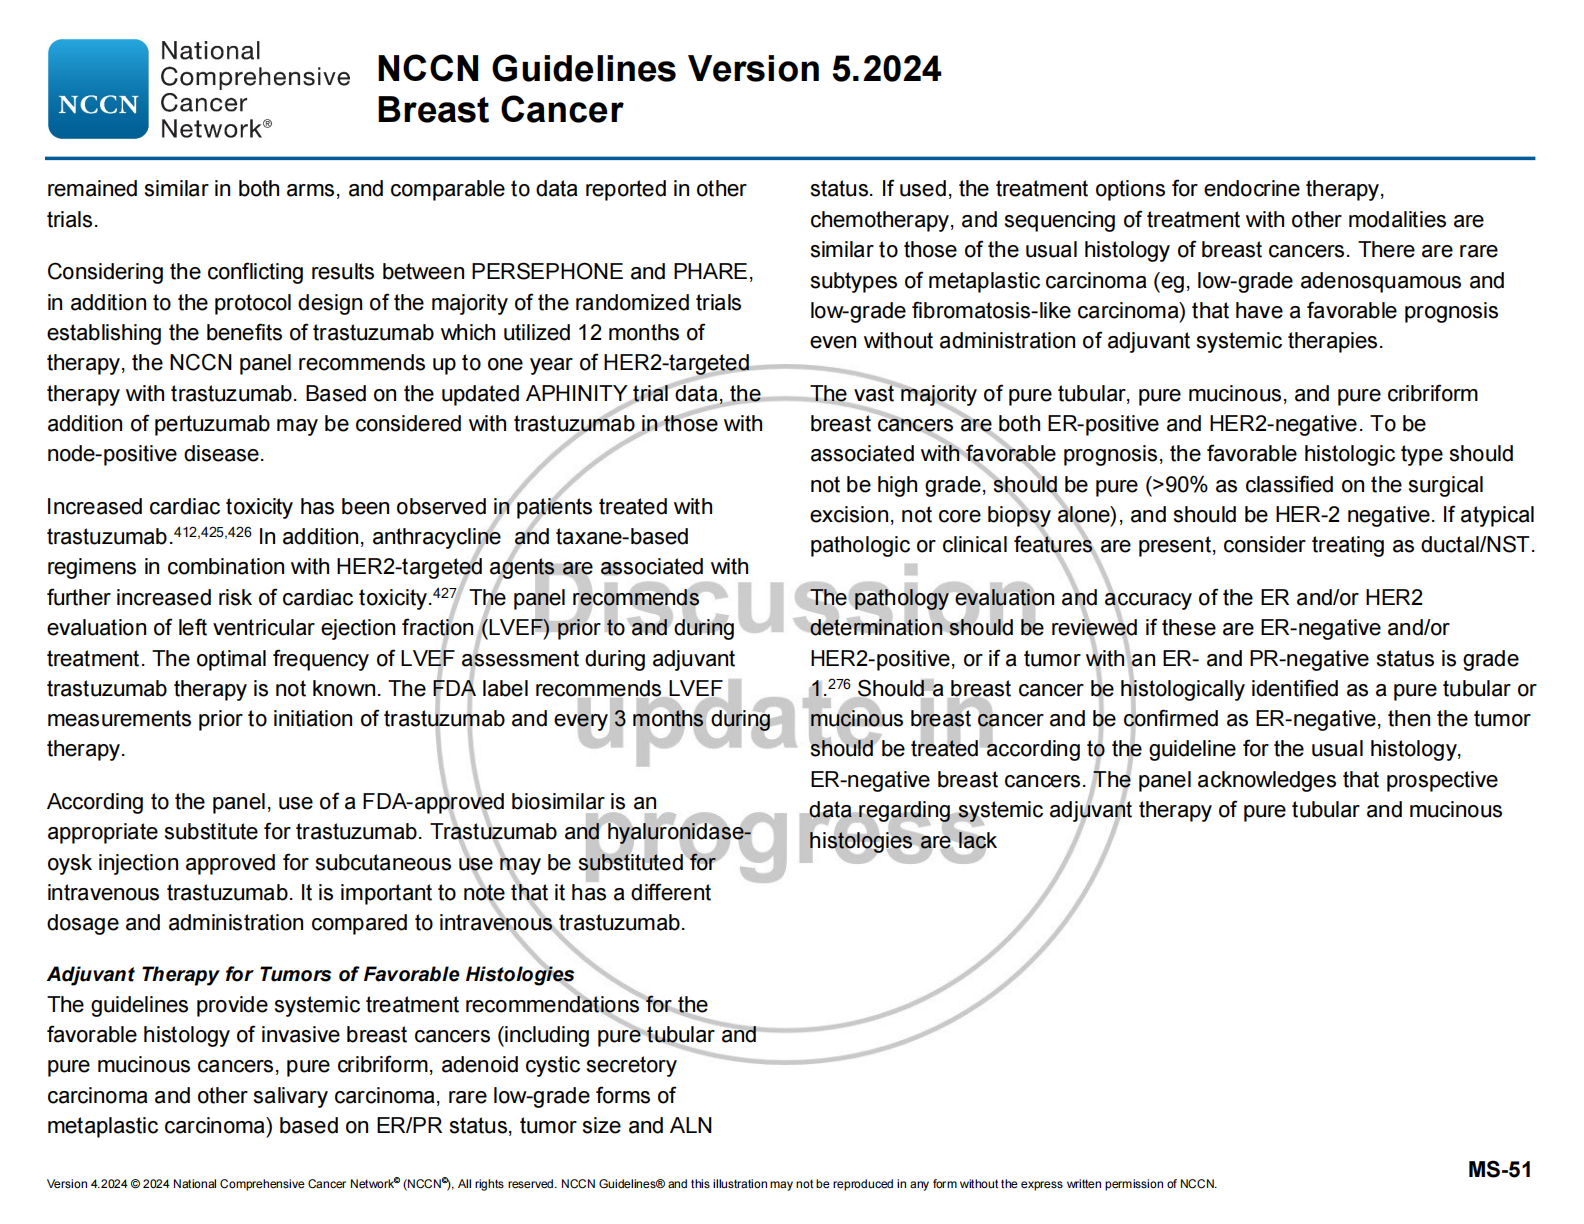 National
Comprehensive
Cancer
Network®
NCCN
NCCN Guidelines Version 5.2024
Breast Cancer
remained similar in both arms, and comparable to data reported in other
trials.
Considering the conflicting results between PERSEPHONE and PHARE,
in addition to the protocol design of the majority of the randomized trials
establishing the benefits of trastuzumab which utilized 12 months of
therapy, the NCCN panel recommends up to one year of HER2-targeted
therapy with trastuzumab. Based on the updated APHINITY trial data, the
addition of pertuzumab may be considered with trastuzumab in those with
node-positive disease.
Increased cardiac toxicity has been observed in patients treated with
trastuzumab.412,425,426 In addition, anthracycline  and taxane-based
regimens in combination with HER2-targeted agents are associated with
further increased risk of cardiac toxicity.427  The panel recommends
evaluation of left ventricular ejection fraction (LVEF) prior to and during
treatment. The optimal frequency of LVEF assessment during adjuvant
trastuzumab therapy is not known. The FDA label recommends LVEF
measurements prior to initiation of trastuzumab and every 3 months during
therapy.
According to the panel, use of a FDA-approved biosimilar is an
appropriate substitute for trastuzumab. Trastuzumab and hyaluronidase-
oysk injection approved for subcutaneous use may be substituted for
intravenous trastuzumab. It is important to note that it has a different
dosage and administration compared to intravenous trastuzumab.
Adjuvant Therapy for Tumors of Favorable Histologies
The guidelines provide systemic treatment recommendations for the
favorable histology of invasive breast cancers (including pure tubular and
pure mucinous cancers, pure cribriform, adenoid cystic secretory
carcinoma and other salivary carcinoma, rare low-grade forms of
metaplastic carcinoma) based on ER/PR status, tumor size and ALN
status. If used, the treatment options for endocrine therapy,
chemotherapy, and sequencing of treatment with other modalities are
similar to those of the usual histology of breast cancers. There are rare
subtypes of metaplastic carcinoma (eg, low-grade adenosquamous and
low-grade fibromatosis-like carcinoma) that have a favorable prognosis
even without administration of adjuvant systemic therapies.
The vast majority of pure tubular, pure mucinous, and pure cribriform
breast cancers are both ER-positive and HER2-negative. To be
associated with favorable prognosis, the favorable histologic type should
not be high grade, should be pure (>90% as classified on the surgical
excision, not core biopsy alone), and should be HER-2 negative. If atypical
pathologic or clinical features are present, consider treating as ductal/NST.
The pathology evaluation and accuracy of the ER and/or HER2
determination should be reviewed if these are ER-negative and/or
HER2-positive, or if a tumor with an ER- and PR-negative status is grade
1.276 Should a breast cancer be histologically identified as a pure tubular or
mucinous breast cancer and be confirmed as ER-negative, then the tumor
should be treated according to the guideline for the usual histology,
ER-negative breast cancers. The panel acknowledges that prospective
data regarding systemic adjuvant therapy of pure tubular and mucinous
histologies are lack
Discussion
update in
progress
MS-51
Version 4.2024 © 2024 National Comprehensive Cancer Network© (NCCN©), All rights reserved. NCCN Guidelines® and this illustration may not be reproduced in any form without the express written permission of NCCN.